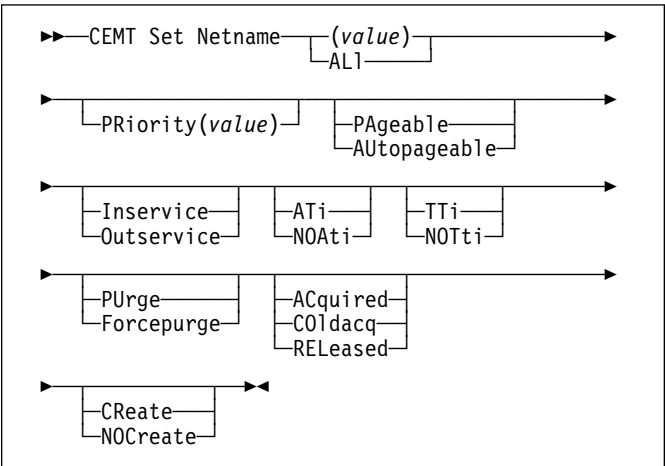 CEMT Set Netname (value)
ALl
PRiority(value) PAgeable
AUtopageable
Inservice ATi TTi
Outservice NOAti NOTti
PUrge ACquired
Forcepurge COldacq
RELeased
CReate
NOCreate